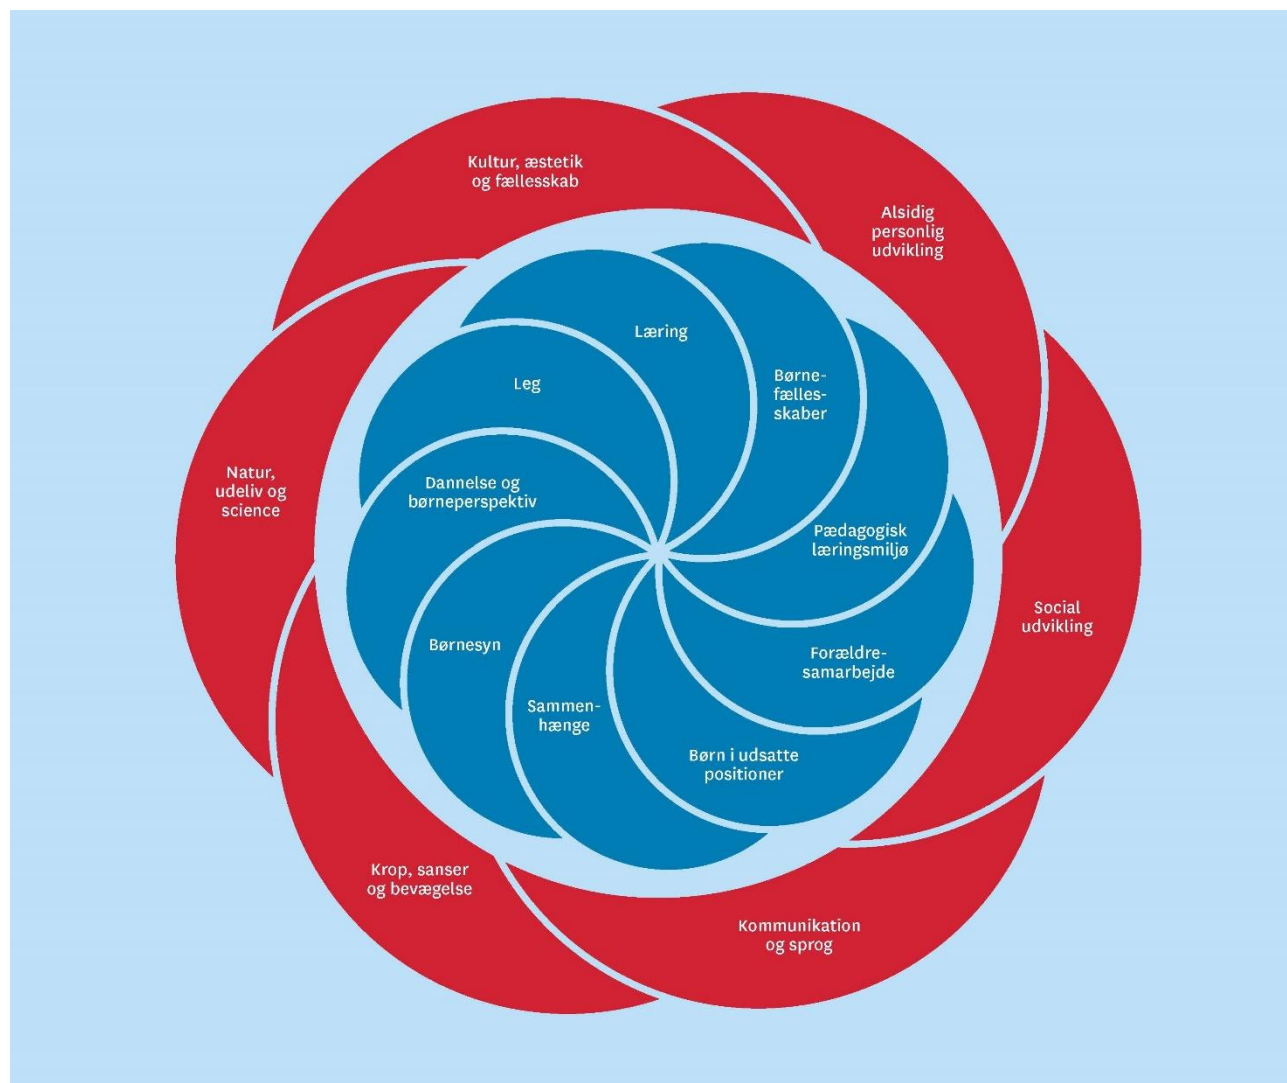 Kultur, æstetik
og fællesskab
Alsidig
personlig
udvikling
Social
udvikling
Kommunikation
og sprog
Krop, sanser
og bevægelse
Natur,
udeliv og
science
Læring
Børne-
fælles-
skaber
Pædagogisk
læringsmiljø
Forældre-
samarbejde
Børn i udsatte
positioner
Sammen-
hænge
Børnesyn
Dannelse og
børneperspektiv
Leg